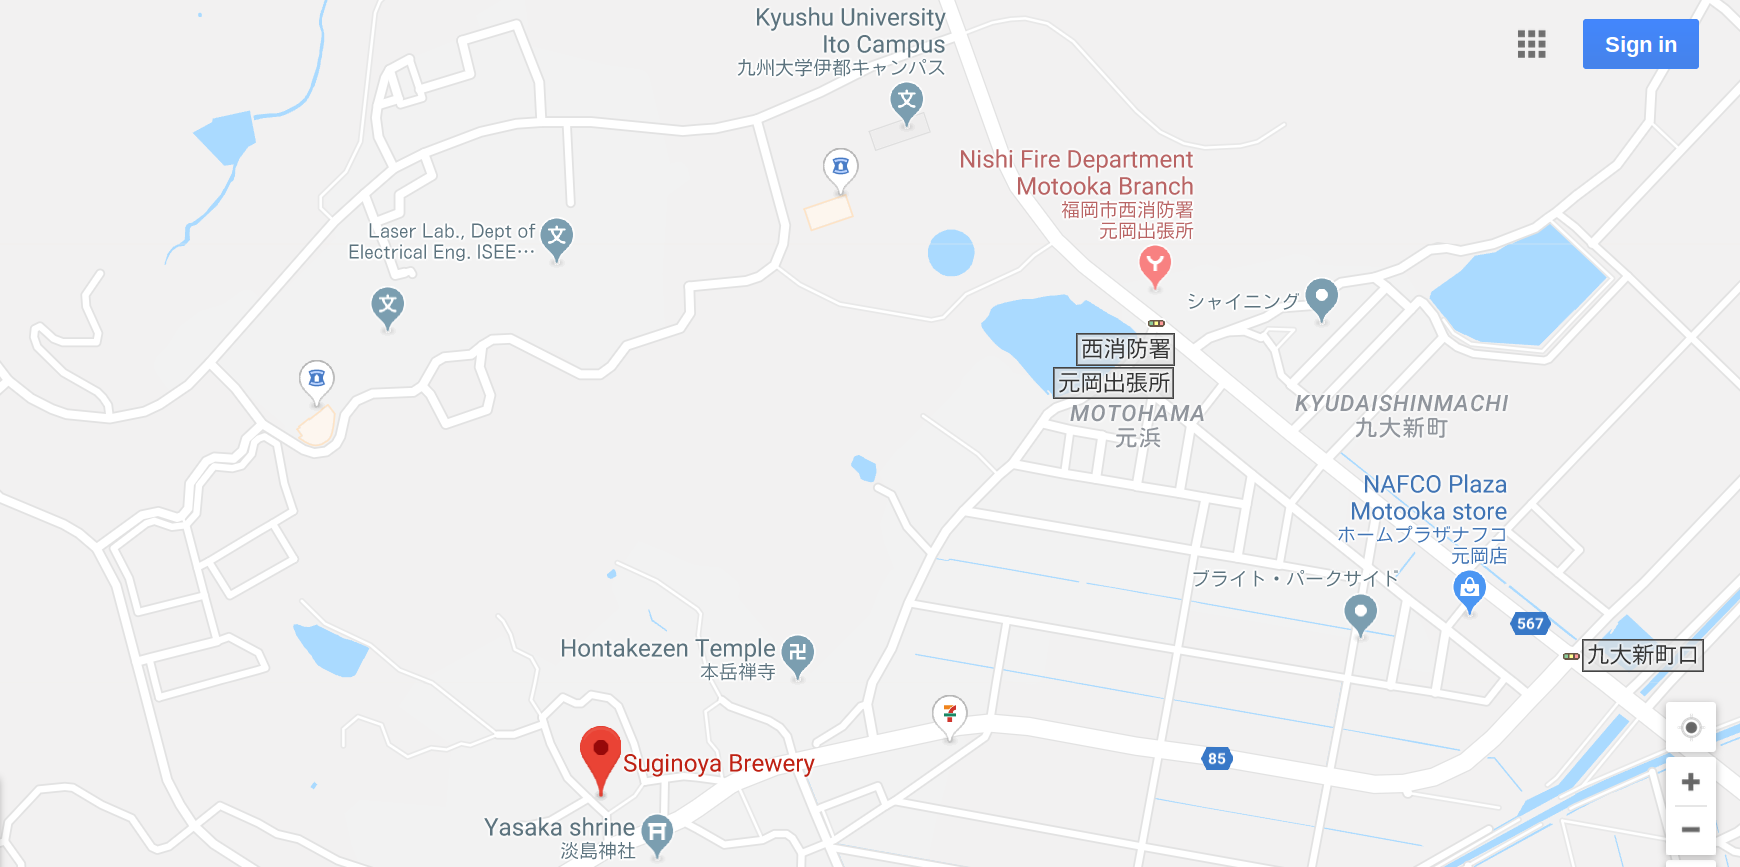 Kyushu University
Ito Campus
九州大学伊都キャンパス
Sign in
Nishi Fire Department
Motooka Branch
福岡市西消防署
元岡出張所
Laser Lab., Dept of
Electrical Eng. ISEE…
文
文
文
シャイニング
西消防署
元岡出張所
MOTOHAMA
元浜
KYUDAISHINMACHI
九大新町
NAFCO Plaza
Motooka store
ホームプラザナフコ
元岡店
ブライト・パークサイド
567
九大新町口
Hontakezen Temple
本岳禅寺
卍
7
Suginoya Brewery
85
Yasaka shrine
淡島神社